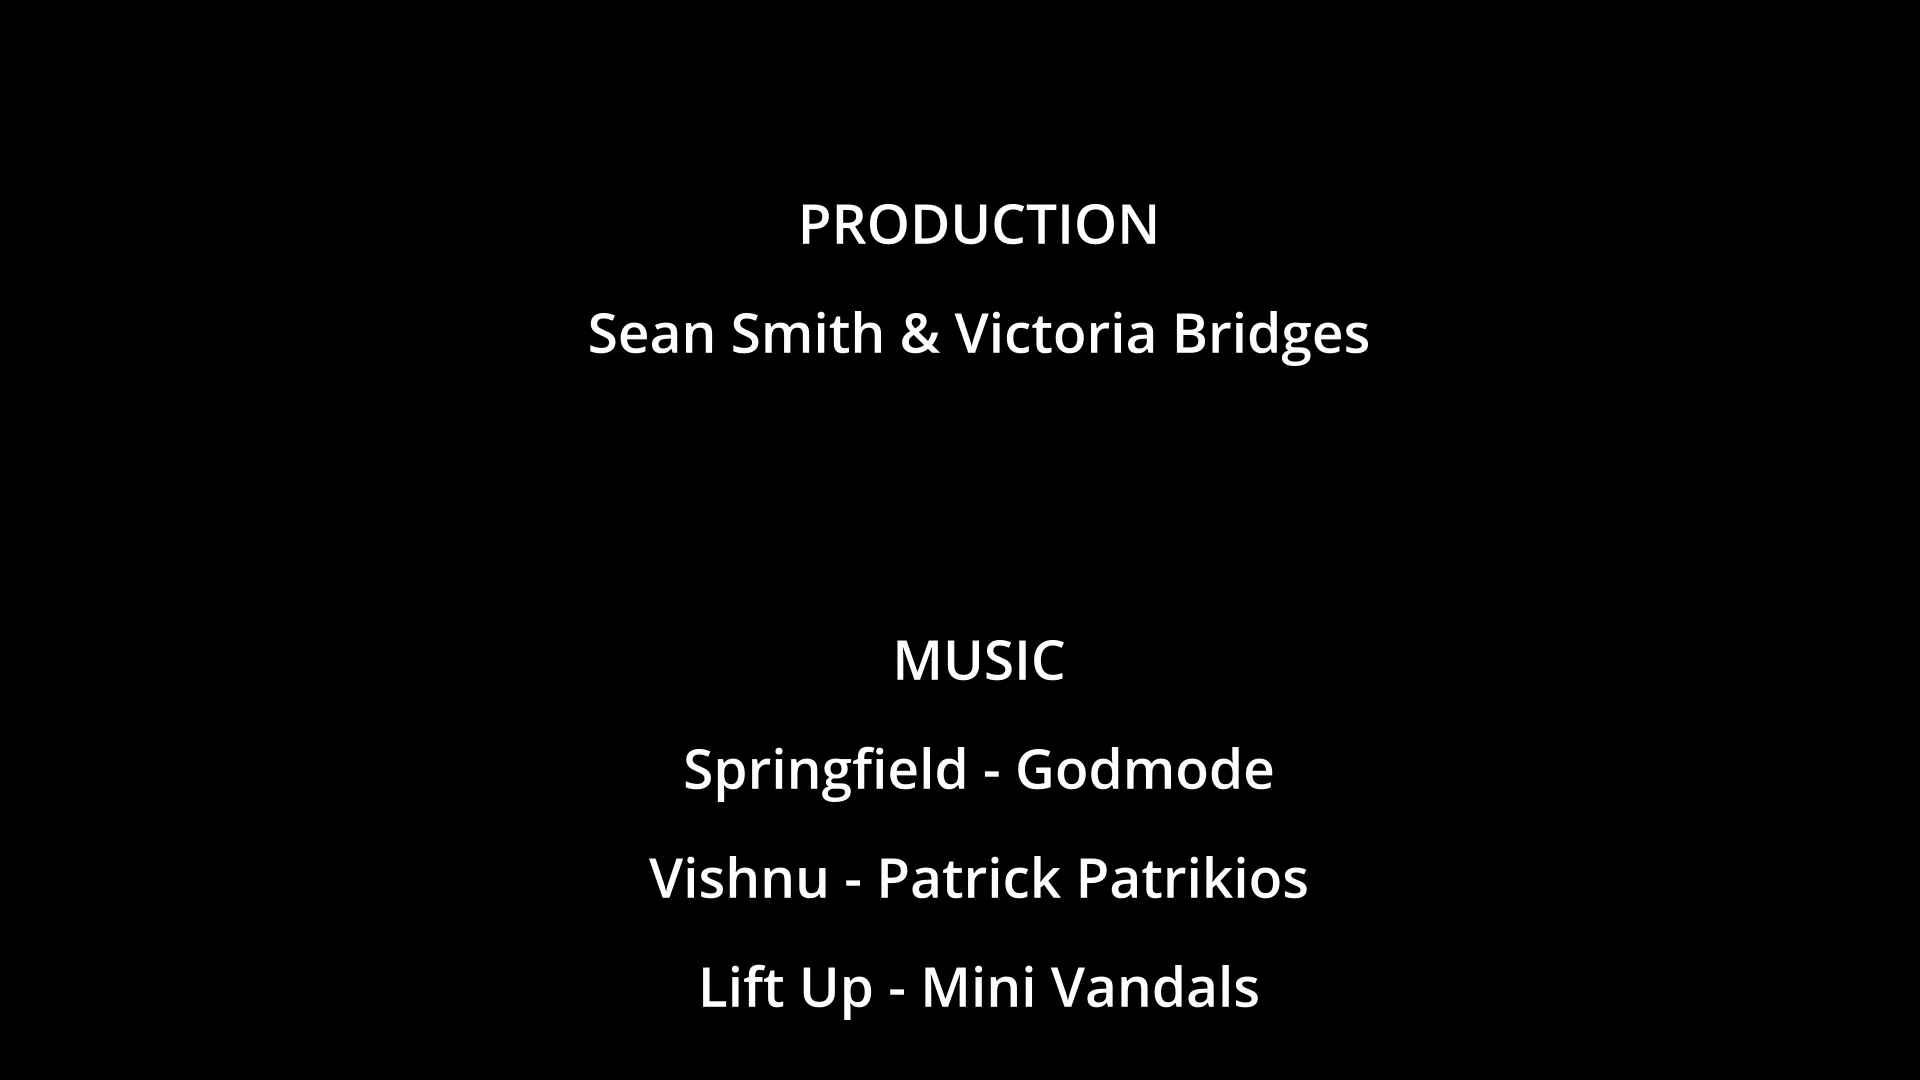 PRODUCTION
Sean Smith & Victoria Bridges
MUSIC
Springfield - Godmode
Vishnu - Patrick Patrikios
Lift Up - Mini Vandals